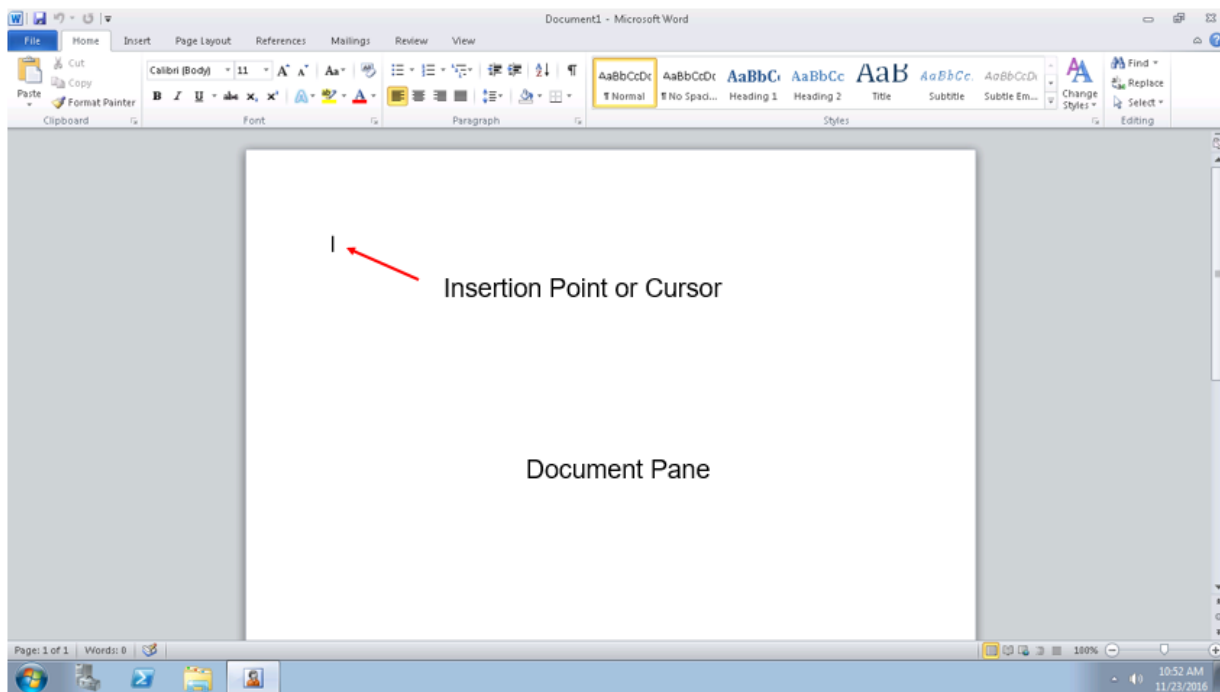 Document1 - Microsoft Word
File Home Insert Page Layout References Mailings Review View
Cut
Copy
Paste
Format Painter
Clipboard
Calibri (Body) 11
Aa
B I U abc x, x'
A
Font
Paragraph
AaBbCcDc AaBbCcDc AaBbC AaBbCc AaB AaBbCc. AaBbCcDi
¶ Normal ¶ No Spaci... Heading 1 Heading 2 Title Subtitle Subtle Em...
Change
Styles
Styles
Find
Replace
Select
Editing
Insertion Point or Cursor
Document Pane
Page: 1 of 1 Words: 0
100%
10:52 AM
11/23/2016